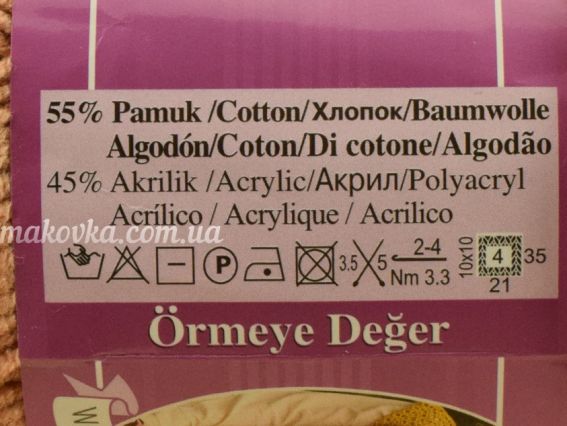 55% Pamuk /Cotton/Хлопок/Baumwolle
Algodón/Coton/Di cotone/Algodão
45% Akrilik /Acrylic/Акрил/Polyacryl
Acrílico / Acrylique / Acrilico
makovka.com.ua
P 3.5 5 2-4 Nm 3.3 10x10 4 35 21
Örmeye Değer
W